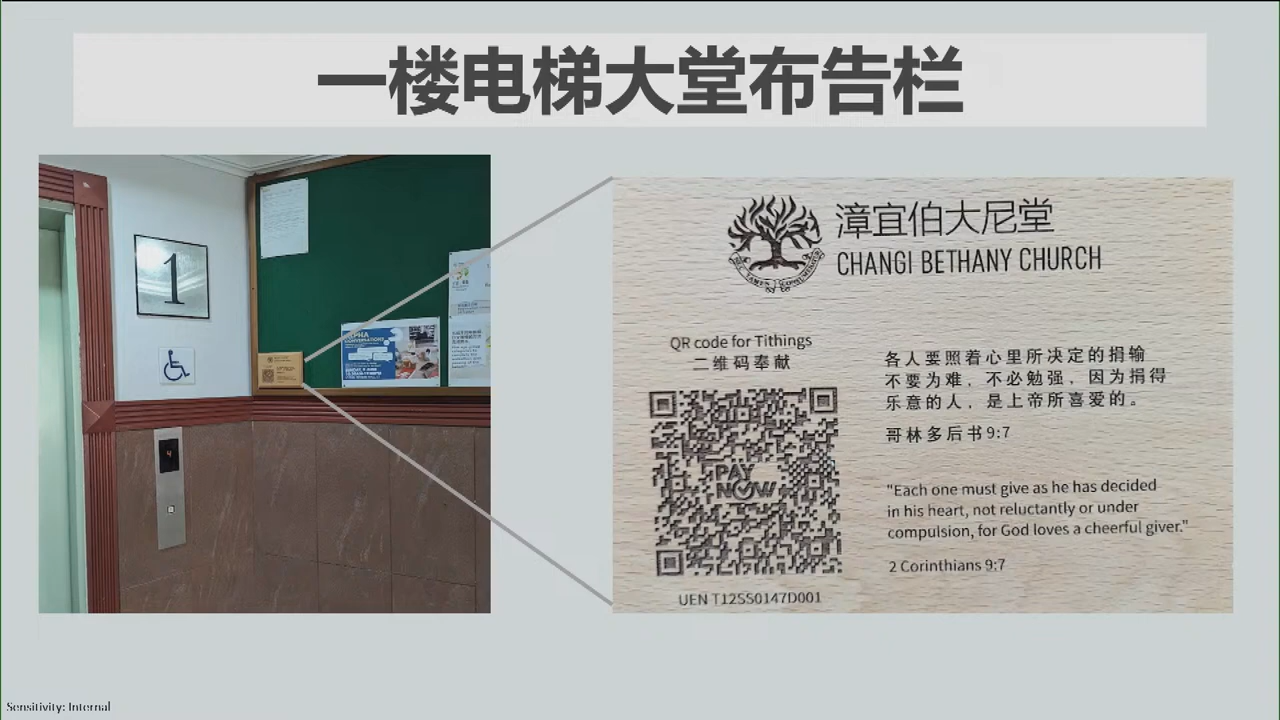 一楼电梯大堂布告栏
1
4
漳宜伯大尼堂
CHANGI BETHANY CHURCH
QR code for Tithings
二维码奉献
PAY
NOW
UEN T12SS0147D001
各人要照着心里所决定的捐输
不要为难，不必勉强，因为捐得
乐意的人，是上帝所喜爱的。
哥林多后书 9:7
"Each one must give as he has decided
in his heart, not reluctantly or under
compulsion, for God loves a cheerful giver."
2 Corinthians 9:7
Sensitivity: Internal